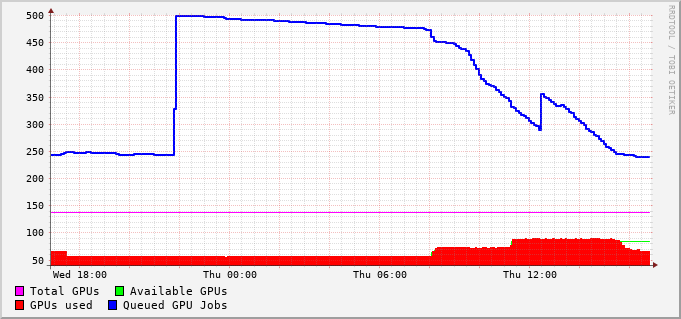 500
450
400
350
300
250
200
150
100
50
Wed 18:00 Thu 00:00 Thu 06:00 Thu 12:00
Total GPUs Available GPUs
GPUs used Queued GPU Jobs
RRDTOOL / TOBI OETIKER